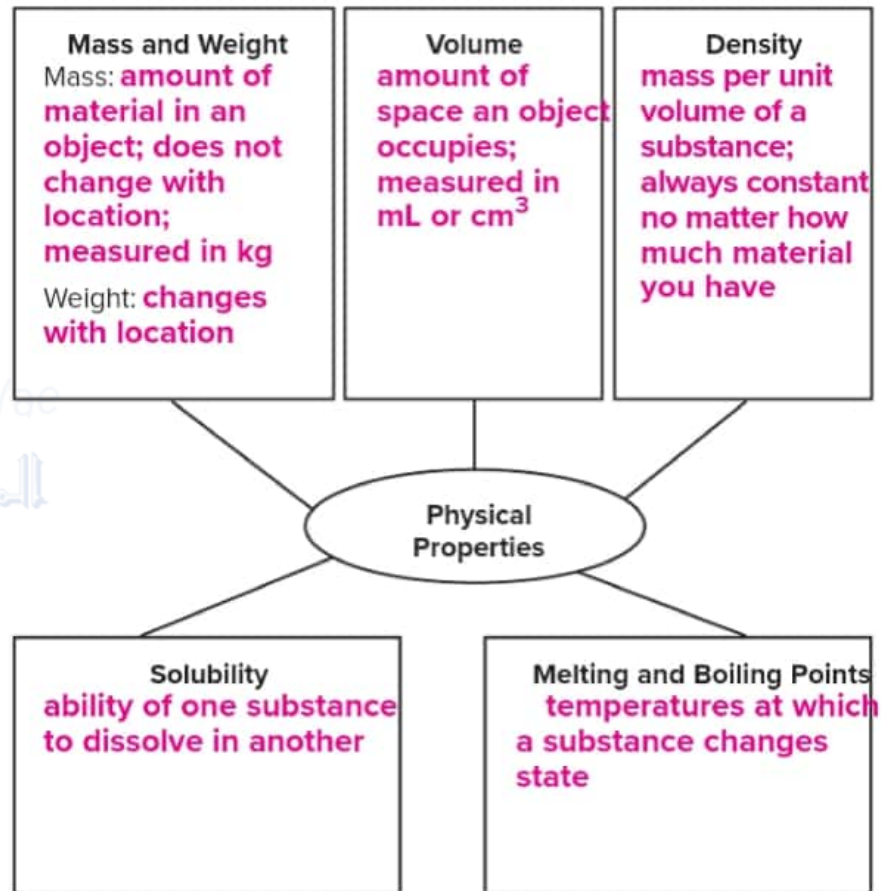 Mass and Weight
Mass: amount of
material in an
object; does not
change with
location;
measured in kg
Weight: changes
with location
Volume
amount of
space an object
occupies;
measured in
mL or cm³
Density
mass per unit
volume of a
substance;
always constant
no matter how
much material
you have
Physical
Properties
Solubility
ability of one substance
to dissolve in another
Melting and Boiling Points
temperatures at which
a substance changes
state